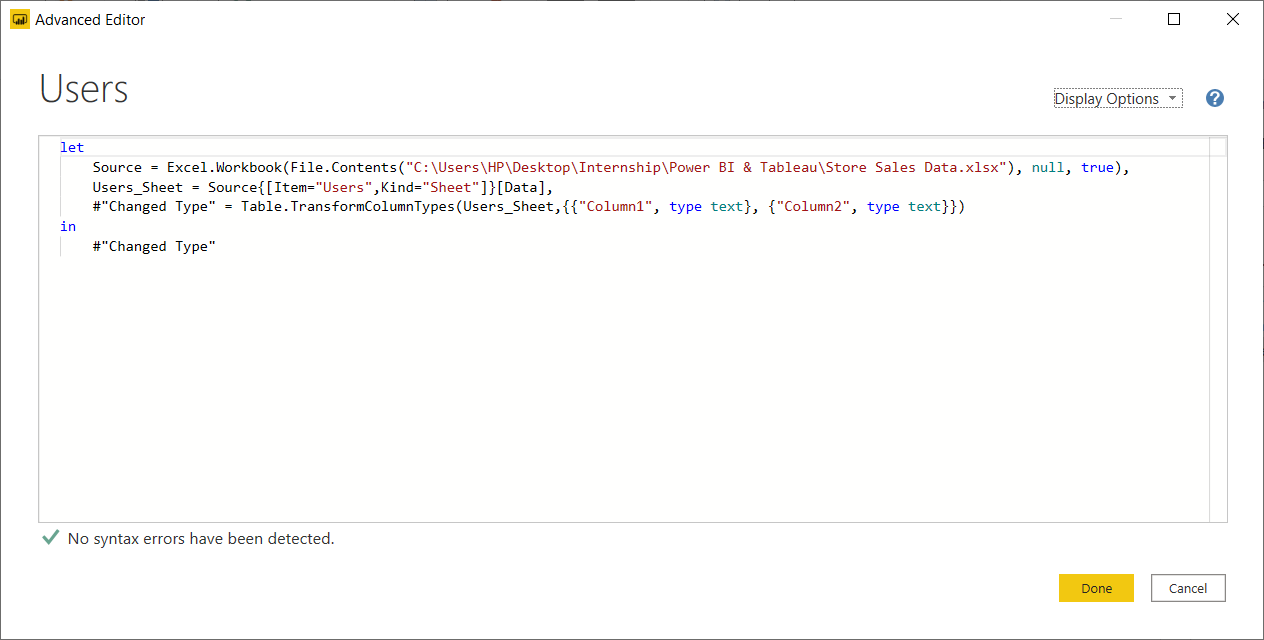 Advanced Editor
Users
Display Options
let
    Source = Excel.Workbook(File.Contents("C:\Users\HP\Desktop\Internship\Power BI & Tableau\Store Sales Data.xlsx"), null, true),
    Users_Sheet = Source{[Item="Users",Kind="Sheet"]}[Data],
    #"Changed Type" = Table.TransformColumnTypes(Users_Sheet,{{"Column1", type text}, {"Column2", type text}})
in
    #"Changed Type"
No syntax errors have been detected.
Done Cancel